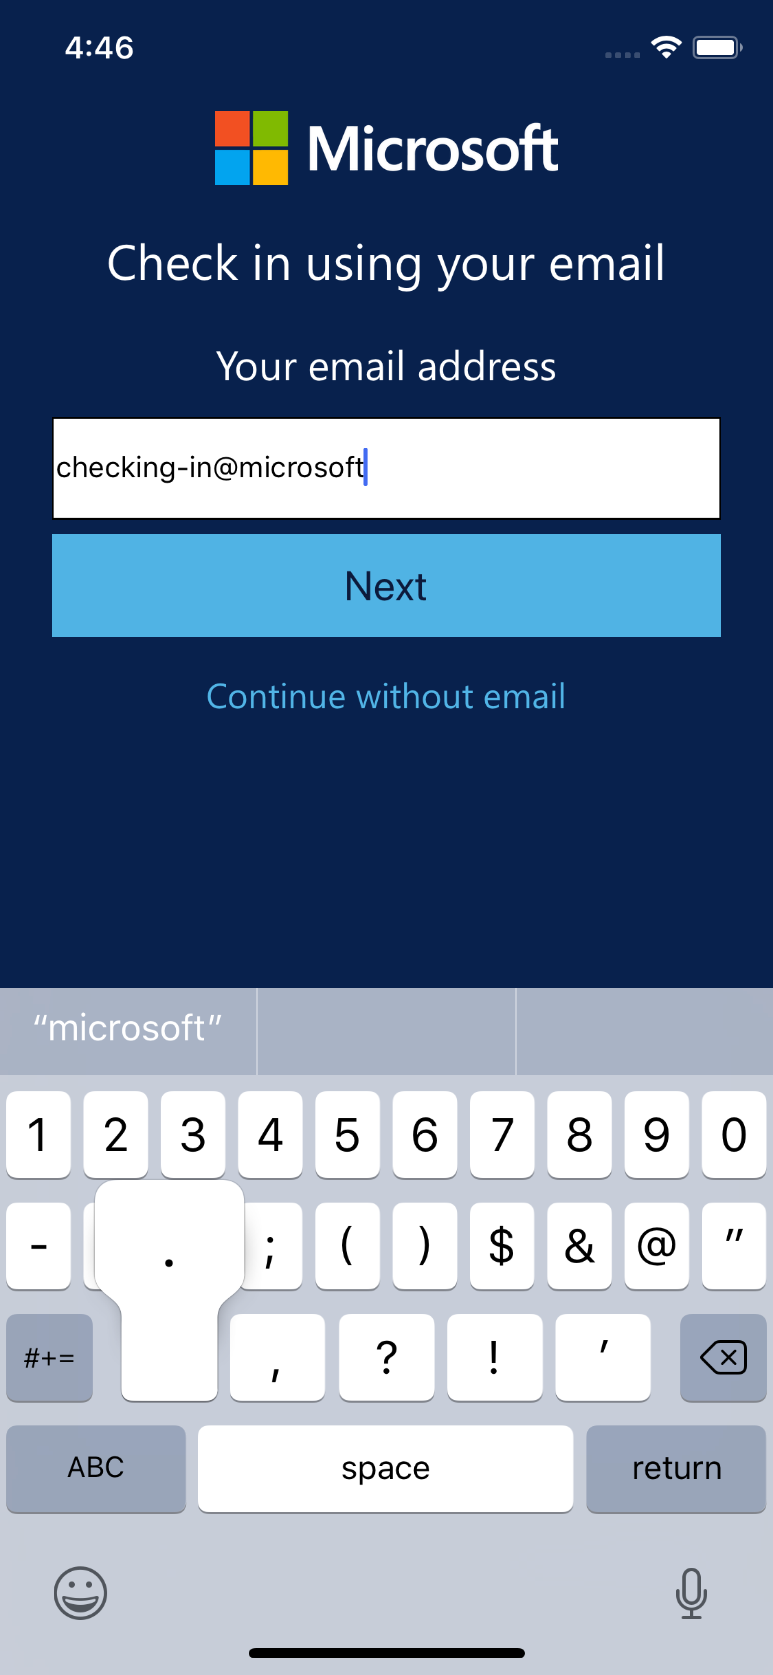 4:46
Microsoft
Check in using your email
Your email address
checking-in@microsoft
Next
Continue without email
“microsoft”
1 2 3 4 5 6 7 8 9 0
- . ; ( ) $ & @ "
#+= , ? ! '
ABC space return